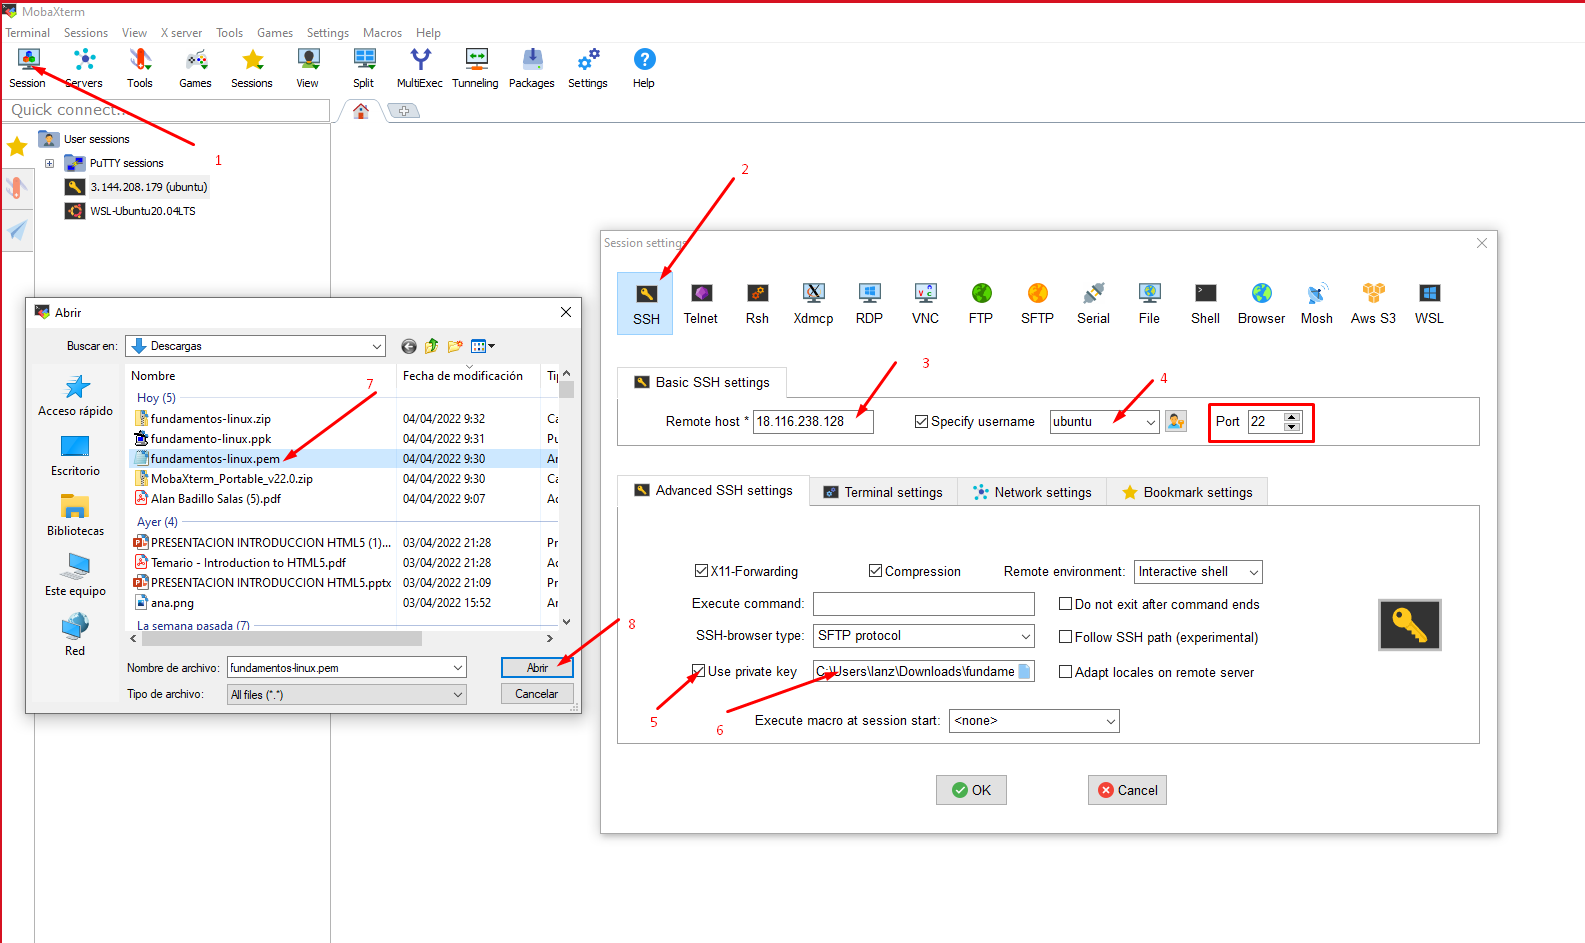 MobaXterm
Terminal Sessions View X server Tools Games Settings Macros Help
Session Servers Tools Games Sessions View Split MultiExec Tunneling Packages Settings Help
Quick connect...
User sessions
1
PuTTY sessions
3.144.208.179 (ubuntu)
WSL-Ubuntu20.04LTS
2
Session settings
SSH Telnet Rsh Xdmcp RDP VNC FTP SFTP Serial File Shell Browser Mosh Aws S3 WSL
3
4
Basic SSH settings
Remote host * 18.116.238.128 Specify username ubuntu Port 22
Advanced SSH settings Terminal settings Network settings Bookmark settings
X11-Forwarding Compression Remote environment: Interactive shell
Execute command: Do not exit after command ends
SSH-browser type: SFTP protocol Follow SSH path (experimental)
Use private key C:\Users\lanz\Downloads\fundame Adapt locales on remote server
5
6
Execute macro at session start: <none>
OK Cancel
Abrir
Buscar en: Descargas
Acceso rápido
Escritorio
Bibliotecas
Este equipo
Red
Nombre Fecha de modificación Ti
7
Hoy (5)
fundamentos-linux.zip 04/04/2022 9:32 Ca
fundamento-linux.ppk 04/04/2022 9:31 Pu
fundamentos-linux.pem 04/04/2022 9:30 Ar
MobaXterm_Portable_v22.0.zip 04/04/2022 9:30 Ca
Alan Badillo Salas (5).pdf 04/04/2022 9:07 Ac
Ayer (4)
PRESENTACION INTRODUCCION HTML5 (1)... 03/04/2022 21:28 Pr
Temario - Introduction to HTML5.pdf 03/04/2022 21:28 Ac
PRESENTACION INTRODUCCION HTML5.pptx 03/04/2022 21:09 Pr
ana.png 03/04/2022 15:52 Ar
La semana pasada (7)
8
Nombre de archivo: fundamentos-linux.pem Abrir
Tipo de archivo: All files (*.*) Cancelar